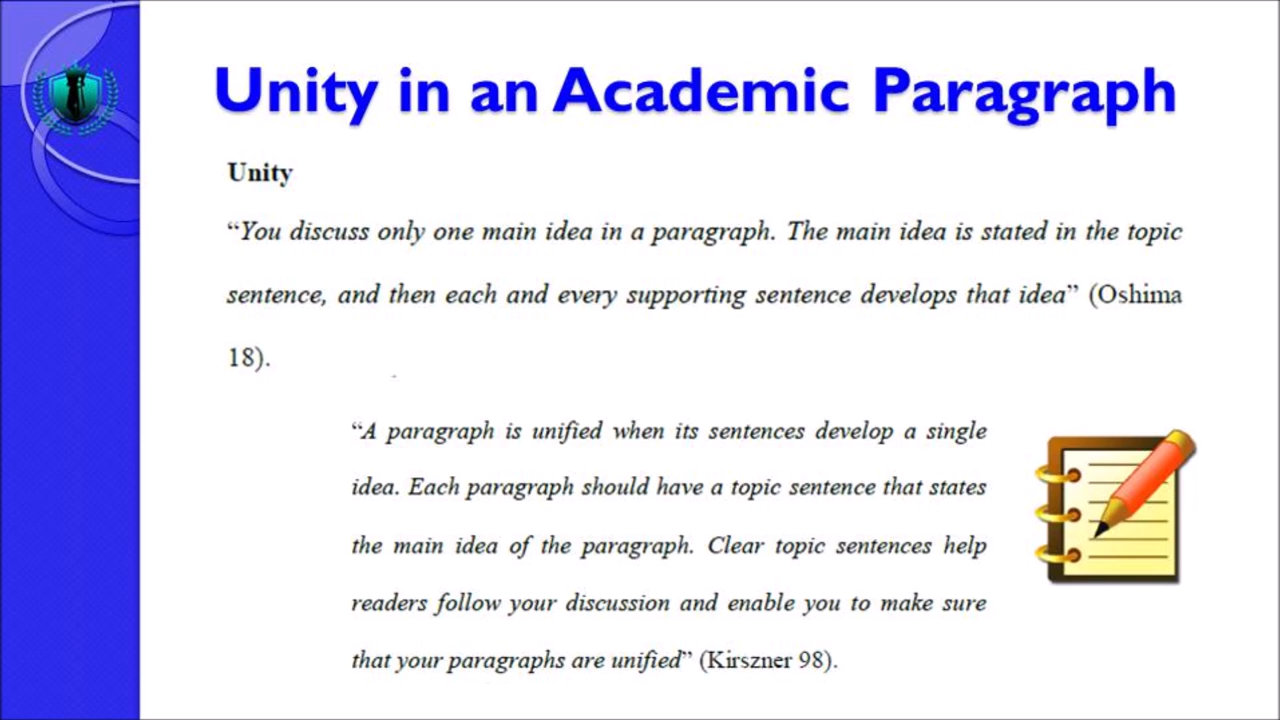 Unity in an Academic Paragraph
Unity
“You discuss only one main idea in a paragraph. The main idea is stated in the topic
sentence, and then each and every supporting sentence develops that idea” (Oshima
18).
“A paragraph is unified when its sentences develop a single
idea. Each paragraph should have a topic sentence that states
the main idea of the paragraph. Clear topic sentences help
readers follow your discussion and enable you to make sure
that your paragraphs are unified” (Kirszner 98).